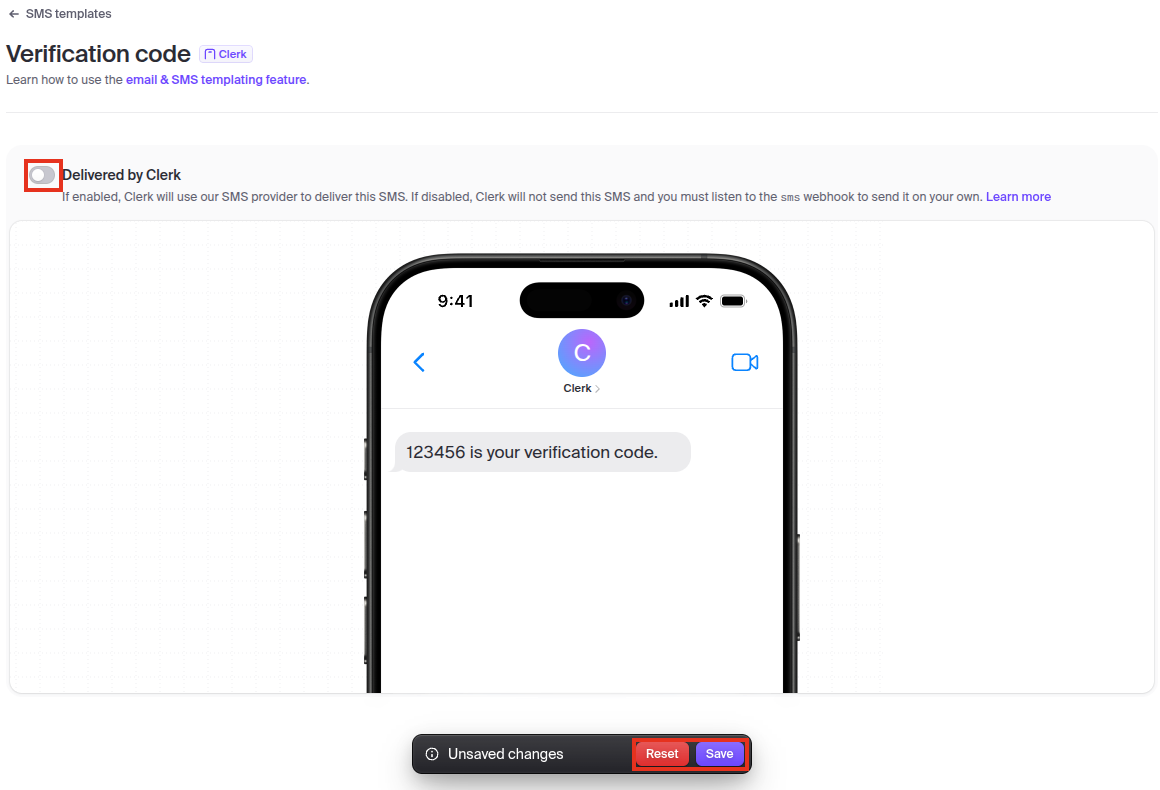 ← SMS templates
Verification code Clerk
Learn how to use the email & SMS templating feature.
Delivered by Clerk
If enabled, Clerk will use our SMS provider to deliver this SMS. If disabled, Clerk will not send this SMS and you must listen to the sms webhook to send it on your own. Learn more
9:41
C
Clerk >
123456 is your verification code.
Unsaved changes Reset Save